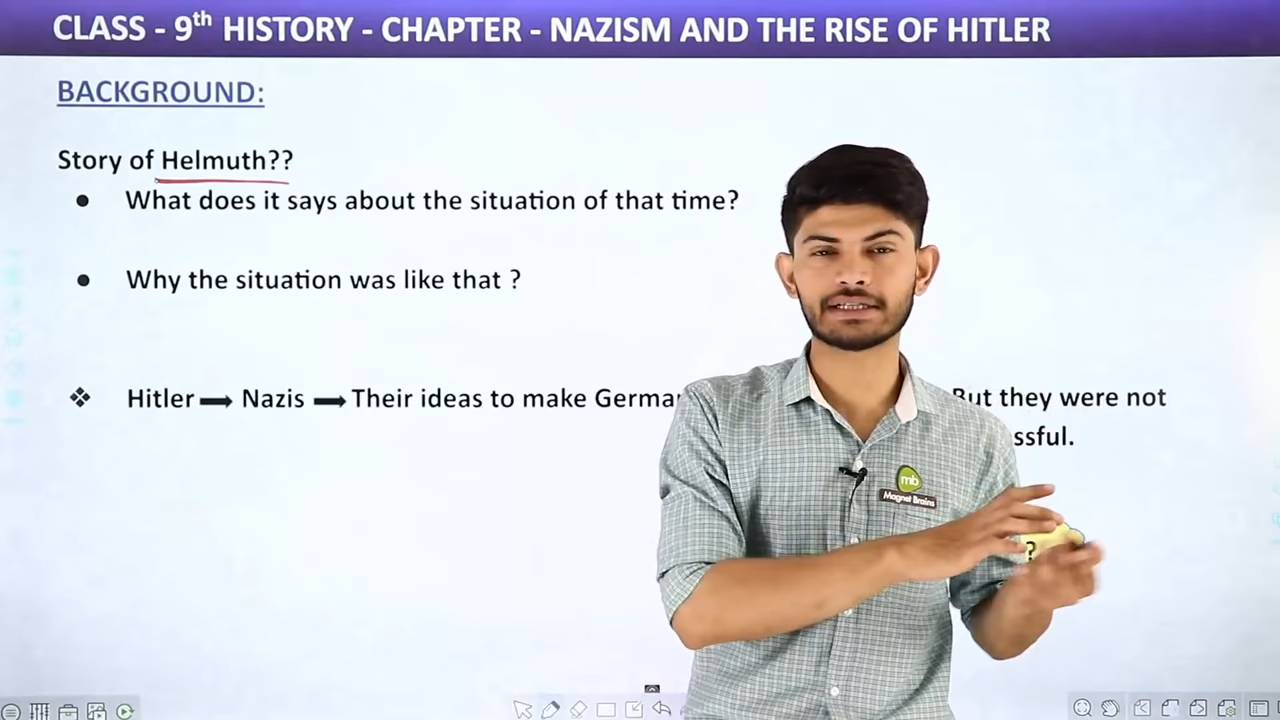 CLASS - 9th HISTORY - CHAPTER - NAZISM AND THE RISE OF HITLER
BACKGROUND:
Story of Helmuth??
● What does it says about the situation of that time?
● Why the situation was like that ?
❖ Hitler ➡ Nazis ➡ Their ideas to make Germa But they were not
ssful.
mb
Magnet Brains
?